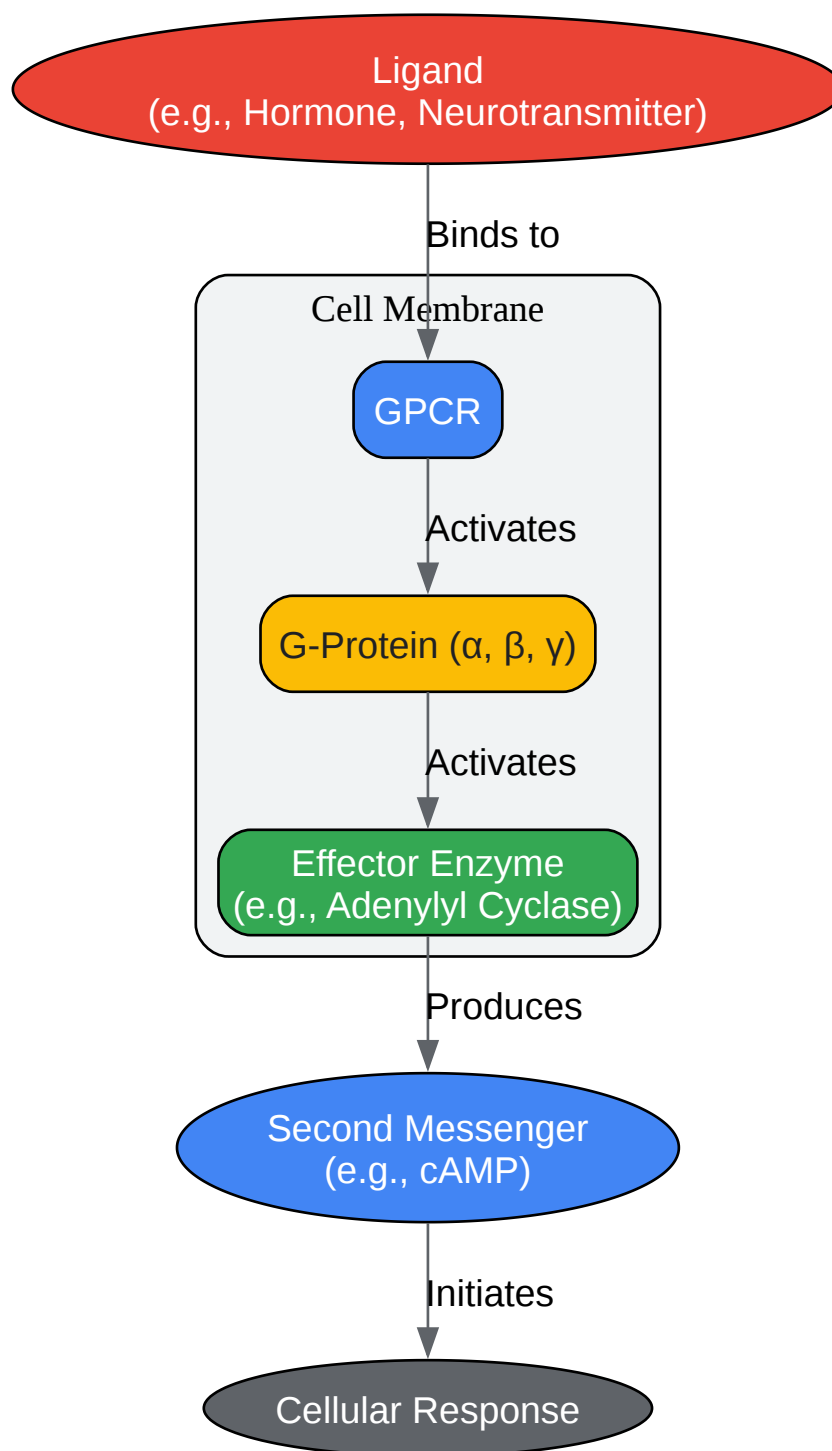 Ligand
(e.g., Hormone, Neurotransmitter)
Binds to
Cell Membrane
GPCR
Activates
G-Protein (α, β, γ)
Activates
Effector Enzyme
(e.g., Adenylyl Cyclase)
Produces
Second Messenger
(e.g., cAMP)
Initiates
Cellular Response